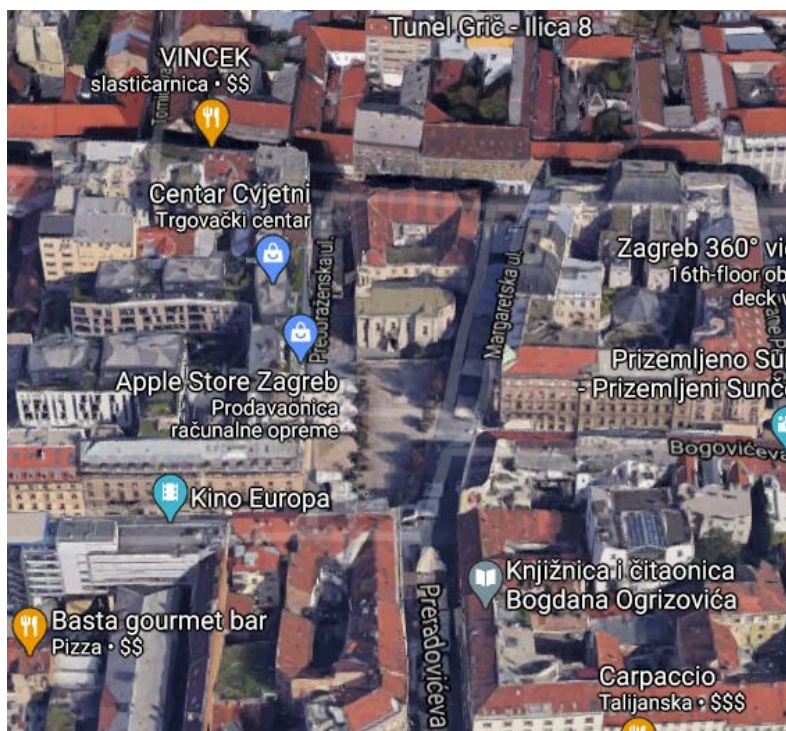 Tunel Grič - Ilica 8
VINCEK
slastičarnica • $$
Centar Cvjetni
Trgovački centar
Preobraženska ul.
Margaretska ul.
Zagreb 360°
16th-floor
deck
Apple Store Zagreb
Prodavaonica
računalne opreme
Prizemljeno
- Prizemljeni
Bogovićeva
Kino Europa
Knjižnica i čitaonica
Bogdana Ogrizovića
Basta gourmet bar
Pizza • $$
Preradovićeva
Carpaccio
Talijanska • $$$